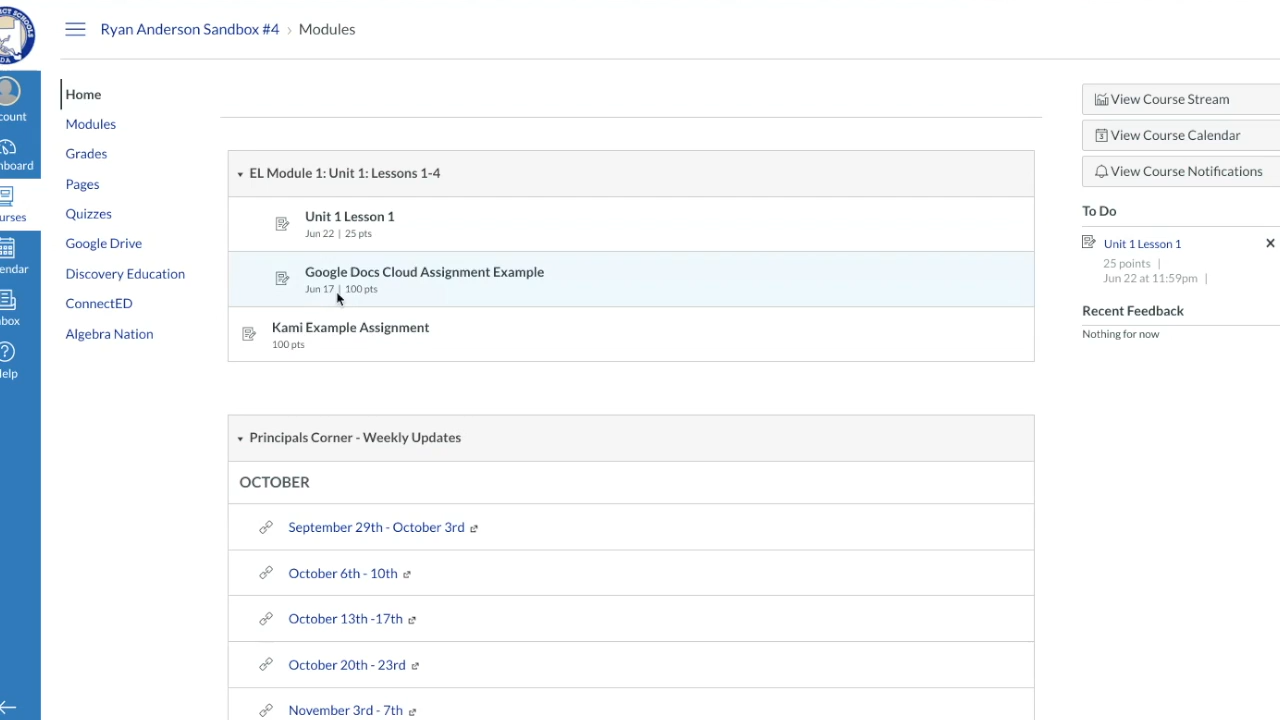 Ryan Anderson Sandbox #4 › Modules
Home
Modules
Grades
Pages
Quizzes
Google Drive
Discovery Education
ConnectED
Algebra Nation
EL Module 1: Unit 1: Lessons 1-4
Unit 1 Lesson 1
Jun 22 | 25 pts
Google Docs Cloud Assignment Example
Jun 17 | 100 pts
Kami Example Assignment
100 pts
Principals Corner - Weekly Updates
OCTOBER
September 29th - October 3rd
October 6th - 10th
October 13th -17th
October 20th - 23rd
November 3rd - 7th
View Course Stream
View Course Calendar
View Course Notifications
To Do
Unit 1 Lesson 1
25 points |
Jun 22 at 11:59pm |
Recent Feedback
Nothing for now
count
hboard
urses
endar
box
elp